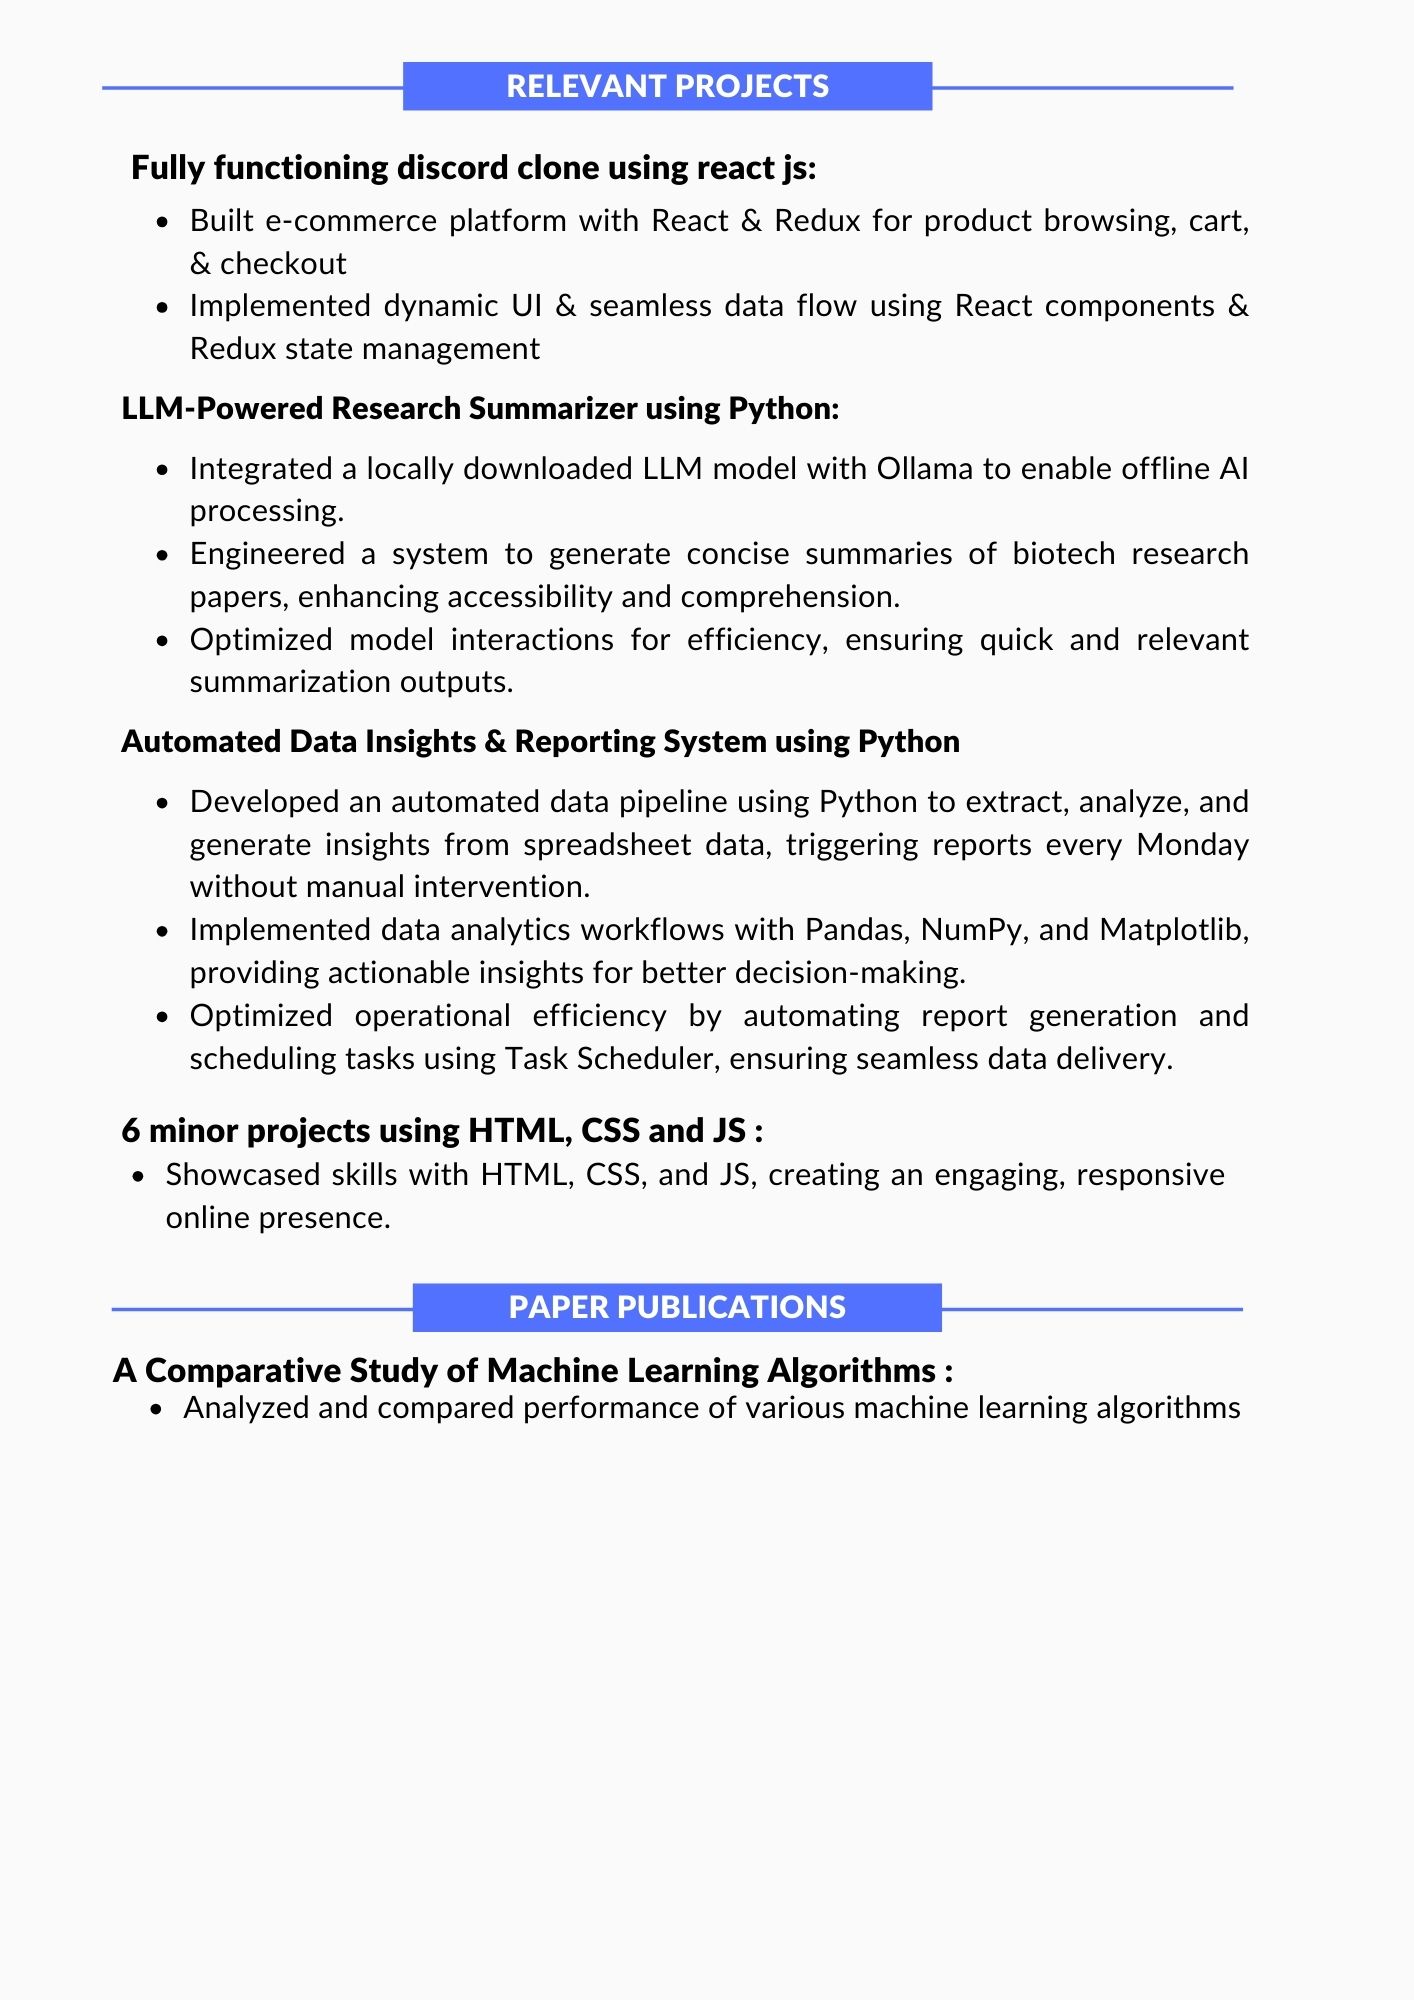 RELEVANT PROJECTS
Fully functioning discord clone using react js:
• Built e-commerce platform with React & Redux for product browsing, cart,
& checkout
• Implemented dynamic UI & seamless data flow using React components &
Redux state management
LLM-Powered Research Summarizer using Python:
• Integrated a locally downloaded LLM model with Ollama to enable offline AI
processing.
• Engineered a system to generate concise summaries of biotech research
papers, enhancing accessibility and comprehension.
• Optimized model interactions for efficiency, ensuring quick and relevant
summarization outputs.
Automated Data Insights & Reporting System using Python
• Developed an automated data pipeline using Python to extract, analyze, and
generate insights from spreadsheet data, triggering reports every Monday
without manual intervention.
• Implemented data analytics workflows with Pandas, NumPy, and Matplotlib,
providing actionable insights for better decision-making.
• Optimized operational efficiency by automating report generation and
scheduling tasks using Task Scheduler, ensuring seamless data delivery.
6 minor projects using HTML, CSS and JS :
• Showcased skills with HTML, CSS, and JS, creating an engaging, responsive
online presence.
PAPER PUBLICATIONS
A Comparative Study of Machine Learning Algorithms :
• Analyzed and compared performance of various machine learning algorithms